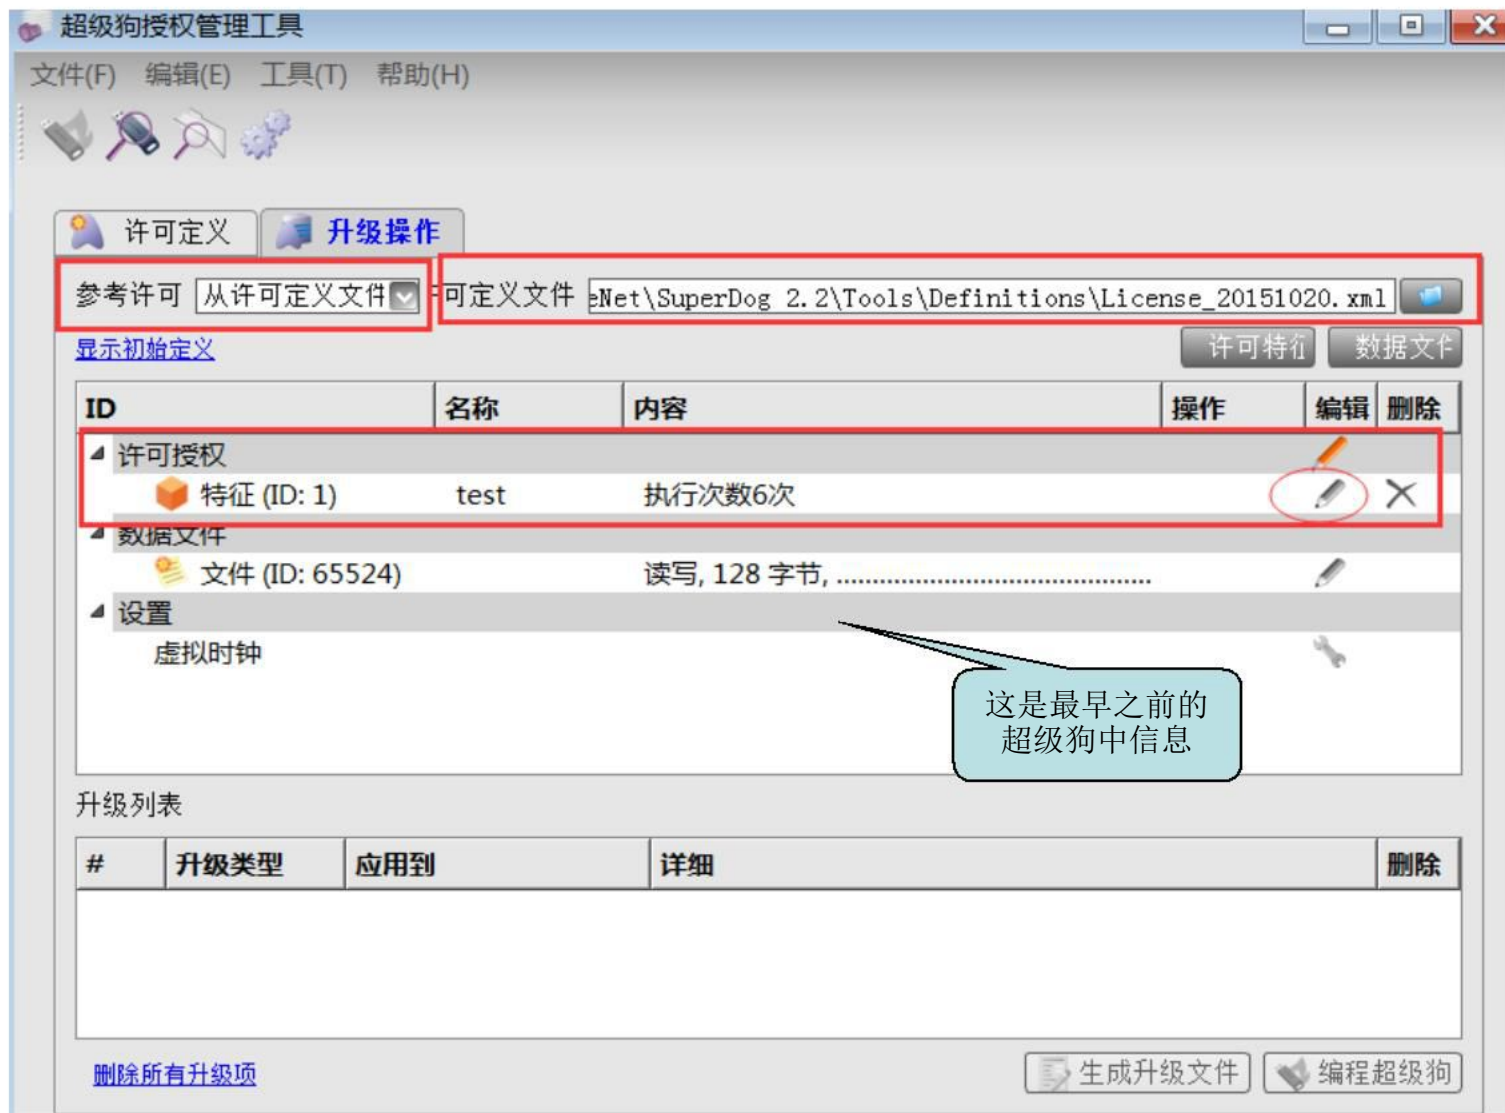 超级狗授权管理工具
文件(F) 编辑(E) 工具(T) 帮助(H)
许可定义 升级操作
参考许可 从许可定义文件 可定义文件 eNet\SuperDog 2.2\Tools\Definitions\License_20151020.xml
显示初始定义 许可特征 数据文件
ID 名称 内容 操作 编辑 删除
许可授权
特征 (ID: 1) test 执行次数6次
数据文件
文件 (ID: 65524) 读写, 128 字节, ............................................
设置
虚拟时钟
这是最早之前的
超级狗中信息
升级列表
# 升级类型 应用到 详细 删除
删除所有升级项 生成升级文件 编程超级狗